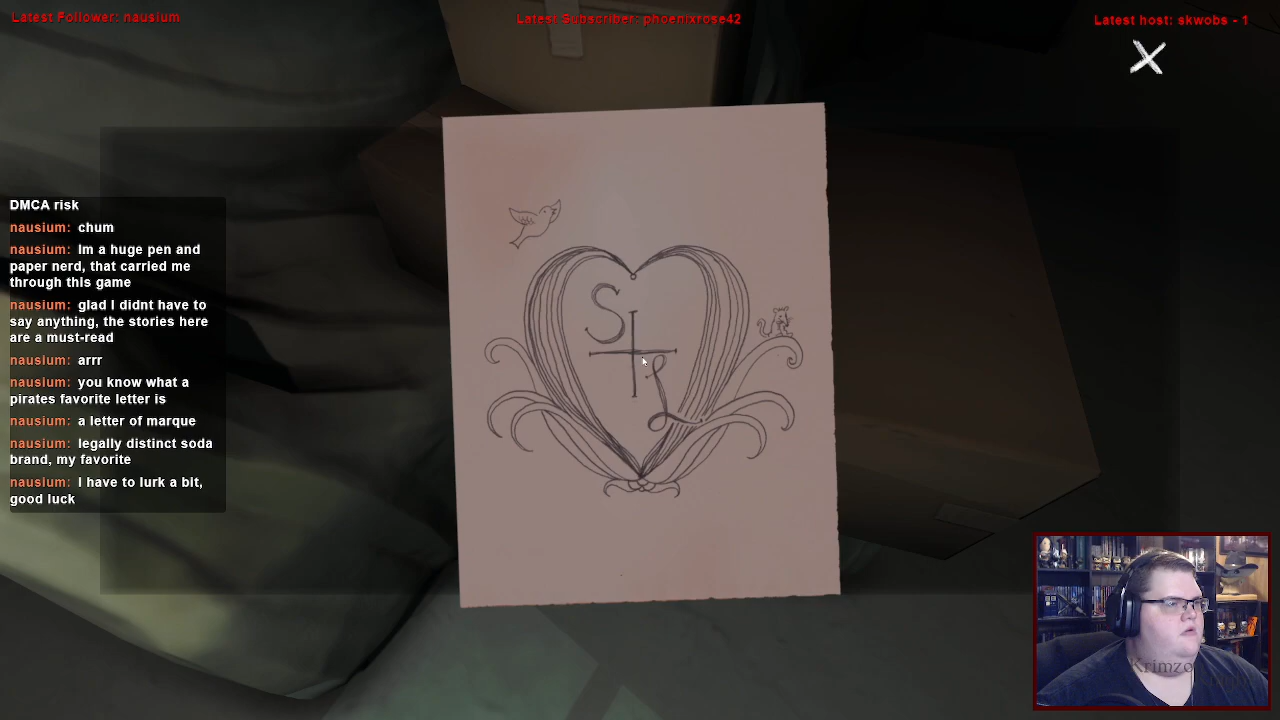 Latest Follower: nausium
Latest Subscriber: phoenixrose42
Latest host: skwobs - 1
DMCA risk
nausium: chum
nausium: Im a huge pen and
paper nerd, that carried me
through this game
nausium: glad I didnt have to
say anything, the stories here
are a must-read
nausium: arrr
nausium: you know what a
pirates favorite letter is
nausium: a letter of marque
nausium: legally distinct soda
brand, my favorite
nausium: I have to lurk a bit,
good luck
S
+
L